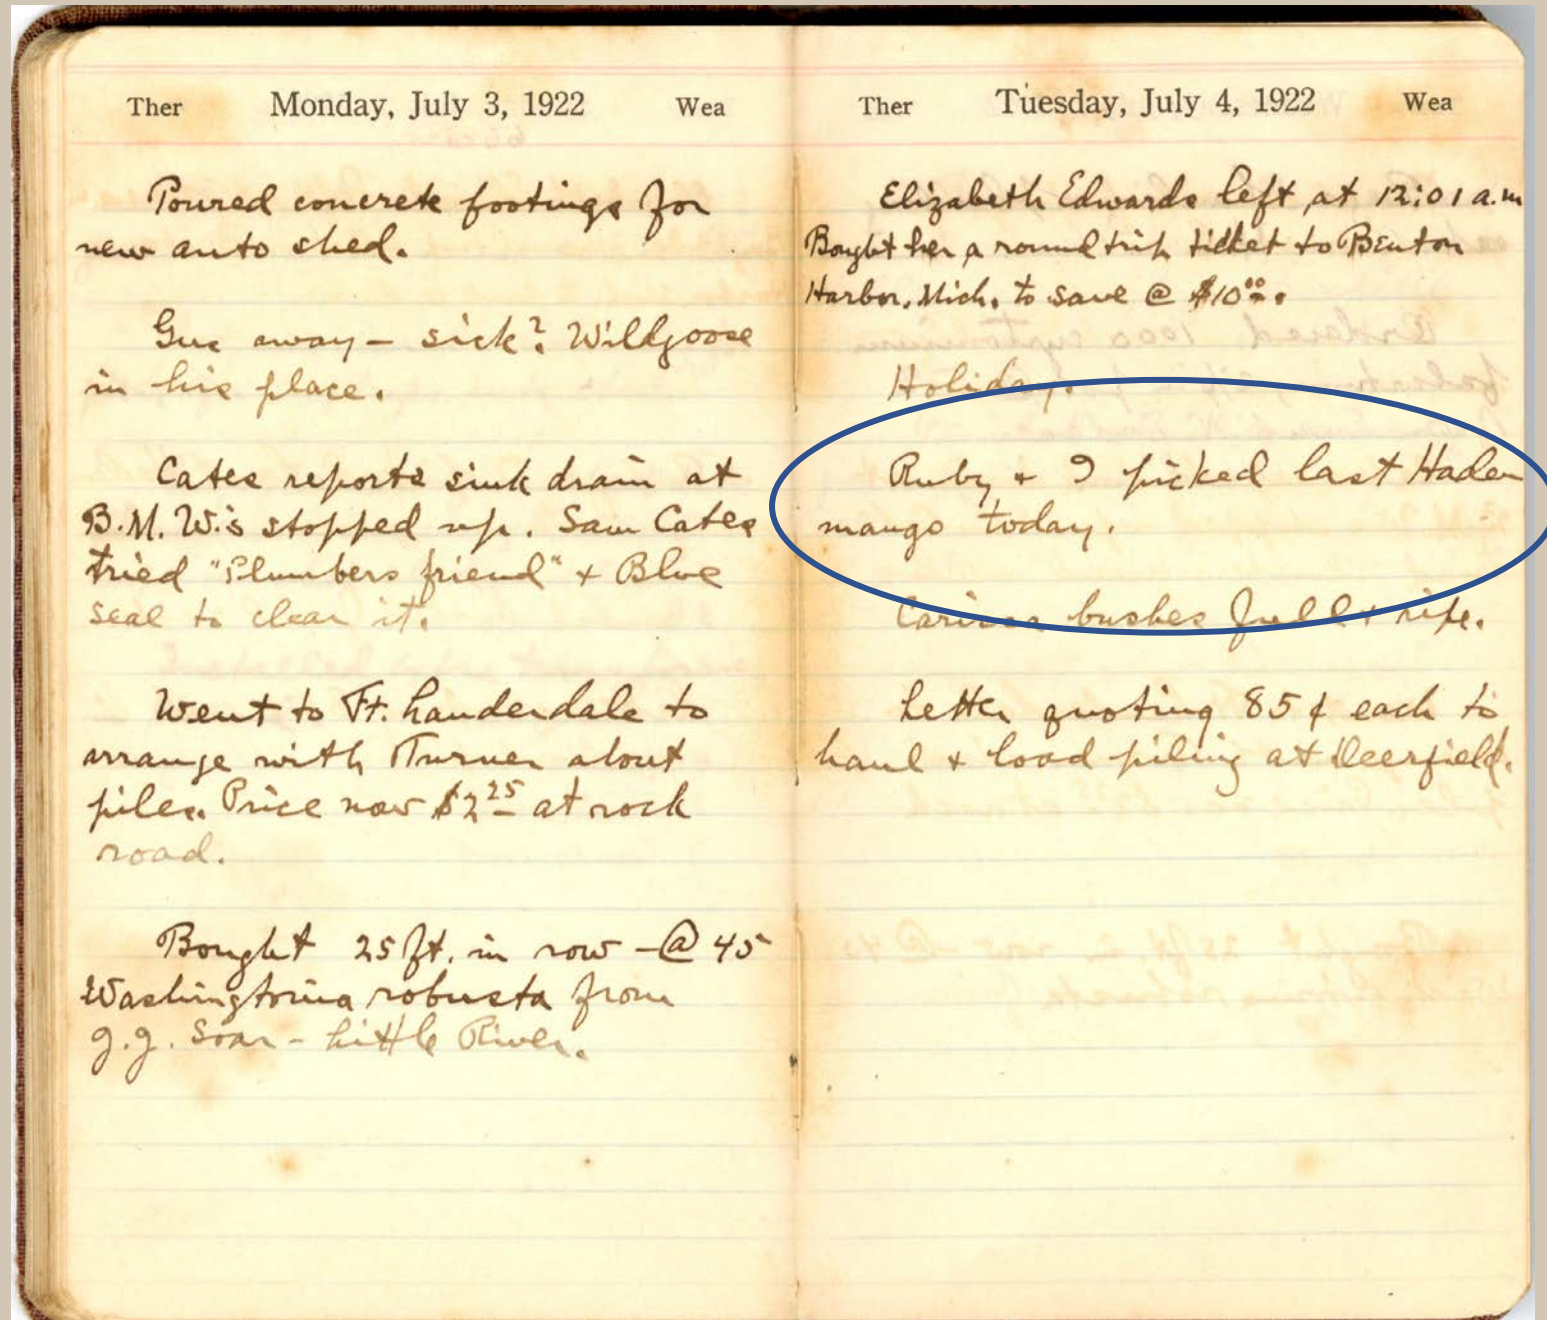 Ther Monday, July 3, 1922 Wea
Poured concrete footings for
new auto shed.
Gus away – sick? Wildgoose
in his place.
Cates reports sink drain at
B.M.W.'s stopped up. Sam Cates
tried "Plumbers friend" + Blue
seal to clear it.
Went to Ft. Lauderdale to
arrange with Turner about
piles. Price now $2 25 at rock
road.
Bought 25 ft. in row – @ 45
Washingtonia robusta from
J.J. Soar – Little River.
Ther Tuesday, July 4, 1922 Wea
Elizabeth Edwards left at 12:01 a.m
Bought her a round trip ticket to Benton
Harbor, Mich. to save @ $10 00.
Holiday.
Ruby + I picked last Haden
mango today.
Carissa bushes full + ripe.
Letter quoting 85¢ each to
haul + load piling at Deerfield.